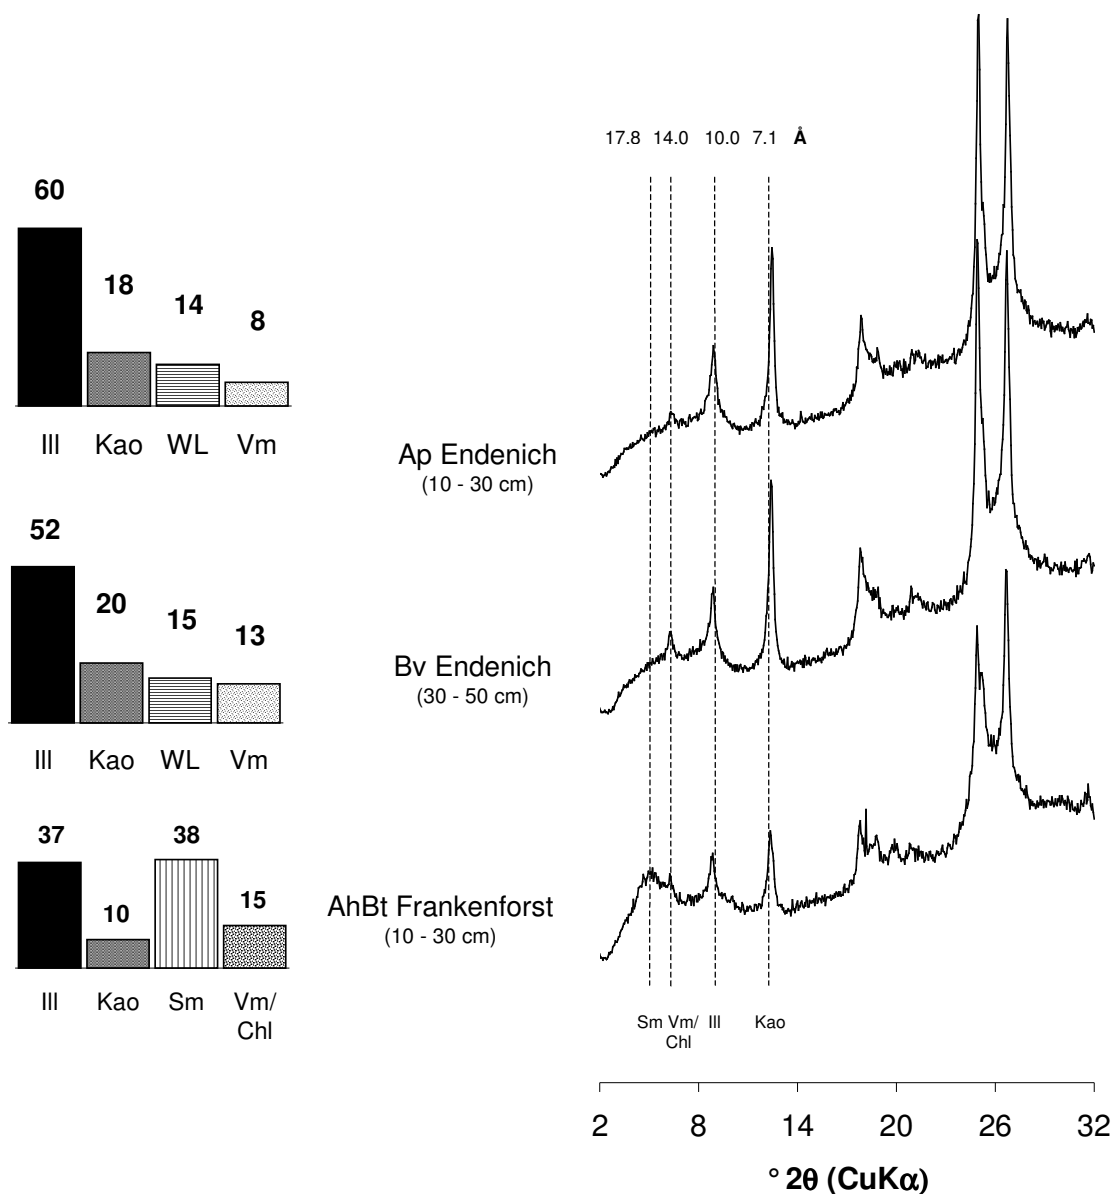 17.8 14.0 10.0 7.1 Å
60
18
14
8
Ill Kao WL Vm
Ap Endenich
(10 - 30 cm)
52
20
15
13
Ill Kao WL Vm
Bv Endenich
(30 - 50 cm)
37
10
38
15
Ill Kao Sm Vm/
Chl
AhBt Frankenforst
(10 - 30 cm)
Sm Vm/ Ill Kao
Chl
2 8 14 20 26 32
° 2θ (CuKα)